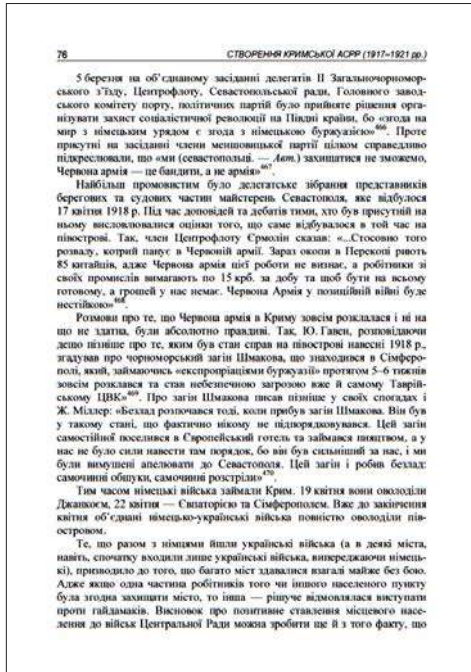 76 СТВОРЕННЯ КРИМСЬКОЇ АСРР (1917–1921 рр.)
5 березня на об’єднаному засіданні делегатів ІІ Загальночорномор-
ського з’їзду, Центрофлоту, Севастопольської ради, Головного завод-
ського комітету порту, політичних партій було прийняте рішення орга-
нізувати захист соціалістичної революції на Півдні країни, бо «згода на
мир з німецьким урядом є згода з німецькою буржуазією»466. Проте
присутні на засіданні члени меншовицької партії цілком справедливо
підкреслювали, що «ми (севастопольці. — Авт.) захищатися не зможемо,
Червона армія — це бандити, а не армія»467.
Найбільш промовистим було делегатське зібрання представників
берегових та судових частин майстерень Севастополя, яке відбулося
17 квітня 1918 р. Під час доповідей та дебатів тими, хто був присутній на
ньому висловлювалися оцінки того, що саме відбувалося в той час на
півострові. Так, член Центрофлоту Єрмолін сказав: «...Стосовно того
розвалу, котрий панує в Червоній армії. Зараз окопи в Перекопі риють
85 китайців, адже Червона армія цієї роботи не визнає, а робітники зі
своїх промислів вимагають по 15 крб. за добу та щоб бути на всьому
готовому, а грошей у нас немає. Червона Армія у позиційній війні буде
нестійкою»468.
Розмови про те, що Червона армія в Криму зовсім розклалася і ні на
що не здатна, були абсолютно правдиві. Так, Ю. Гавен, розповідаючи
дещо пізніше про те, яким був стан справ на півострові навесні 1918 р.,
згадував про чорноморський загін Шмакова, що знаходився в Сімферо-
полі, який, займаючись «експропріаціями буржуазії» протягом 5–6 тижнів
зовсім розклався та став небезпечною загрозою вже й самому Таврій-
ському ЦВК»469. Про загін Шмакова писав пізніше у своїх спогадах і
Ж. Міллер: «Безлад розпочався тоді, коли прибув загін Шмакова. Він був
у такому стані, що фактично нікому не підпорядковувався. Цей загін
самостійної поселився в Європейський готель та займався пияцтвом, а у
нас не було сили навести там порядок, бо він був сильніший за нас, і ми
були вимушені апелювати до Севастополя. Цей загін і робив безлад:
самочинні обшуки, самочинні розстріли»470.
Тим часом німецькі війська займали Крим. 19 квітня вони оволоділи
Джанкоєм, 22 квітня — Євпаторією та Сімферополем. Вже до закінчення
квітня об’єднані німецько-українські війська повністю оволоділи пів-
островом.
Те, що разом з німцями йшли українські війська (а в деякі міста,
навіть, спочатку входили лише українські війська, випереджаючи німець-
кі), призводило до того, що багато міст здавалися взагалі майже без бою.
Адже якщо одна частина робітників того чи іншого населеного пункту
була згодна захищати місто, то інша — рішуче відмовлялася виступати
проти гайдамаків. Висновок про позитивне ставлення місцевого насе-
лення до військ Центральної Ради можна зробити ще й з того факту, що